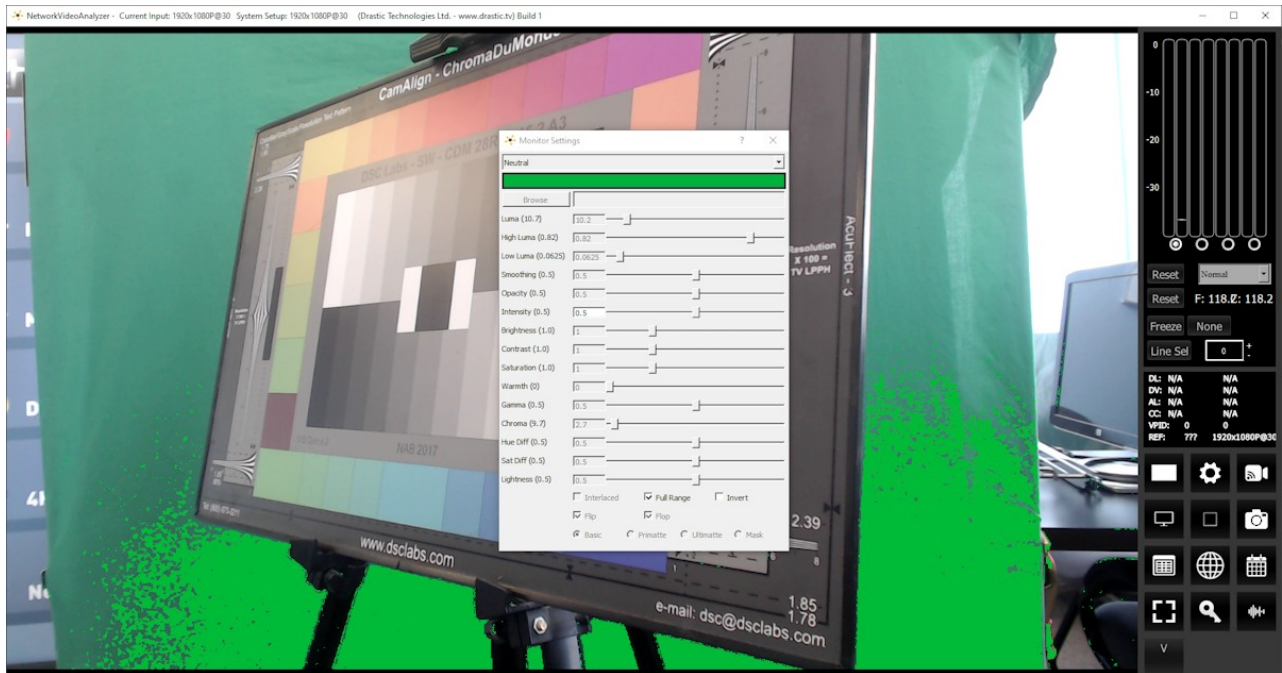 NetworkVideoAnalyzer - Current Input: 1920x1080P@30 System Setup: 1920x1080P@30 (Drastic Technologies Ltd. - www.drastic.tv) Build 1
CamAlign - ChromaDuMond
DSC Labs - SW - COM 28R
NAB 2017
www.dsclabs.com
Resolution
X 100 =
TV LPPH
2.39
1.85
1.78
e-mail: dsc@dsclabs.com
Monitor Settings
? X
Neutral
Browse
Luma (10.7) 10.2
High Luma (0.82) 0.82
Low Luma (0.0625) 0.0625
Smoothing (0.5) 0.5
Opacity (0.5) 0.5
Intensity (0.5) 0.5
Brightness (1.0) 1
Contrast (1.0) 1
Saturation (1.0) 1
Warmth (0) 0
Gamma (0.5) 0.5
Chroma (9.7) 2.7
Hue Diff (0.5) 0.5
Sat Diff (0.5) 0.5
Lightness (0.5) 0.5
Interlaced Full Range Invert
Flip Flop
Basic Primatte Ultimatte Mask
0
-10
-20
-30
Reset Normal
Reset F: 118.2: 118.2
Freeze None
Line Sel 0 + -
DL: N/A N/A
DV: N/A N/A
AL: N/A N/A
CC: N/A N/A
VPID: 0 0
REF: ??? 1920x1080P@30
V